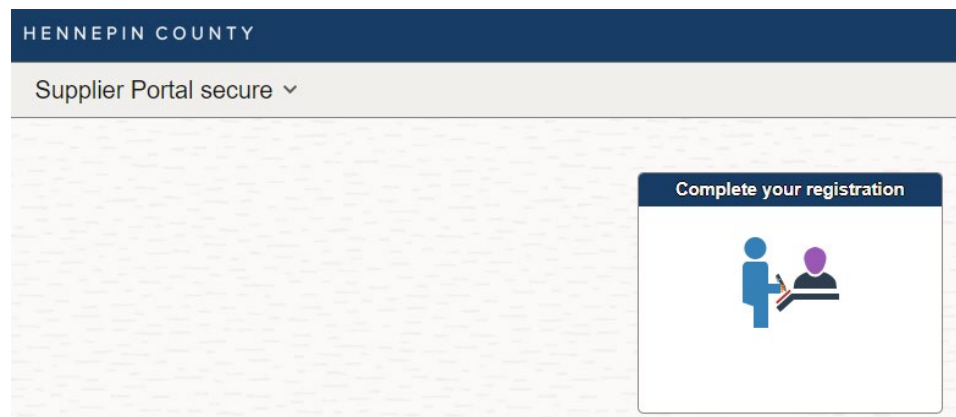 HENNEPIN COUNTY
Supplier Portal secure
Complete your registration